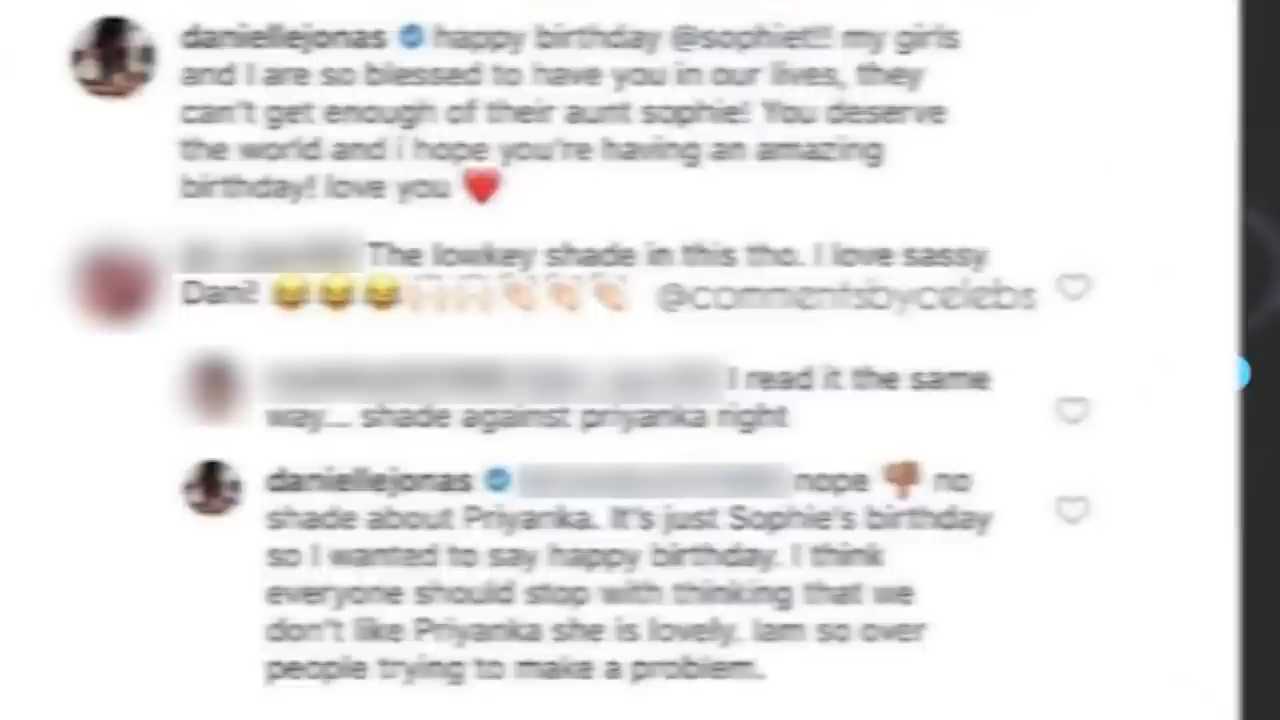 daniellejonas happy birthday @sophiet!! my girls
and I are so blessed to have you in our lives, they
can't get enough of their aunt sophie! You deserve
the world and i hope you're having an amazing
birthday! love you ❤️
The lowkey shade in this tho. I love sassy
Dani! 😂😂😂🙌🏻🙌🏻👏🏻👏🏻👏🏻 @commentsbycelebs
I read it the same
way... shade against priyanka right
daniellejonas nope 👎🏾 no
shade about Priyanka. It's just Sophie's birthday
so I wanted to say happy birthday. I think
everyone should stop with thinking that we
don't like Priyanka she is lovely. Iam so over
people trying to make a problem.